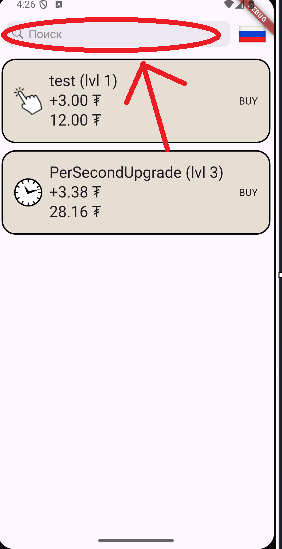 4:26
DEBUG
Поиск
test (lvl 1)
+3.00 ₮
12.00 ₮
BUY
PerSecondUpgrade (lvl 3)
+3.38 ₮
28.16 ₮
BUY